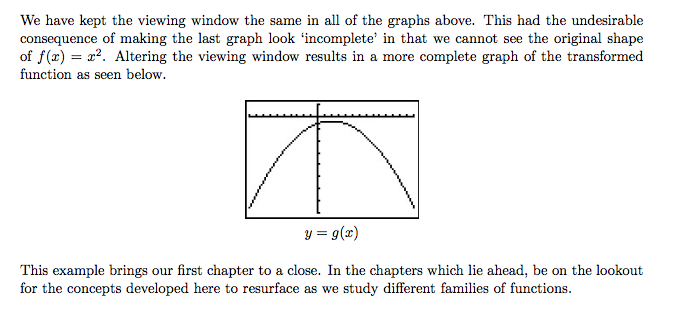 We have kept the viewing window the same in all of the graphs above. This had the undesirable
consequence of making the last graph look ‘incomplete’ in that we cannot see the original shape
of f(x) = x². Altering the viewing window results in a more complete graph of the transformed
function as seen below.
y = g(x)
This example brings our first chapter to a close. In the chapters which lie ahead, be on the lookout
for the concepts developed here to resurface as we study different families of functions.